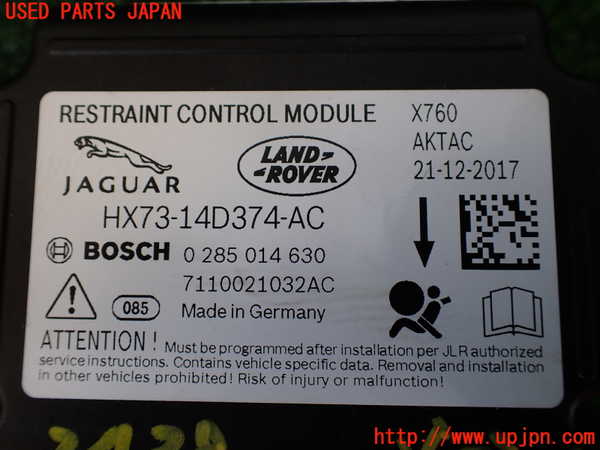 USED PARTS JAPAN
RESTRAINT CONTROL MODULE X760
AKTAC
JAGUAR LAND-ROVER 21-12-2017
HX73-14D374-AC
BOSCH 0 285 014 630
7110021032AC
085 Made in Germany
ATTENTION! Must be programmed after installation per JLR authorized
service instructions. Contains vehicle specific data. Removal and installation
in other vehicles prohibited! Risk of injury or malfunction!
http://www.upjpn.com/